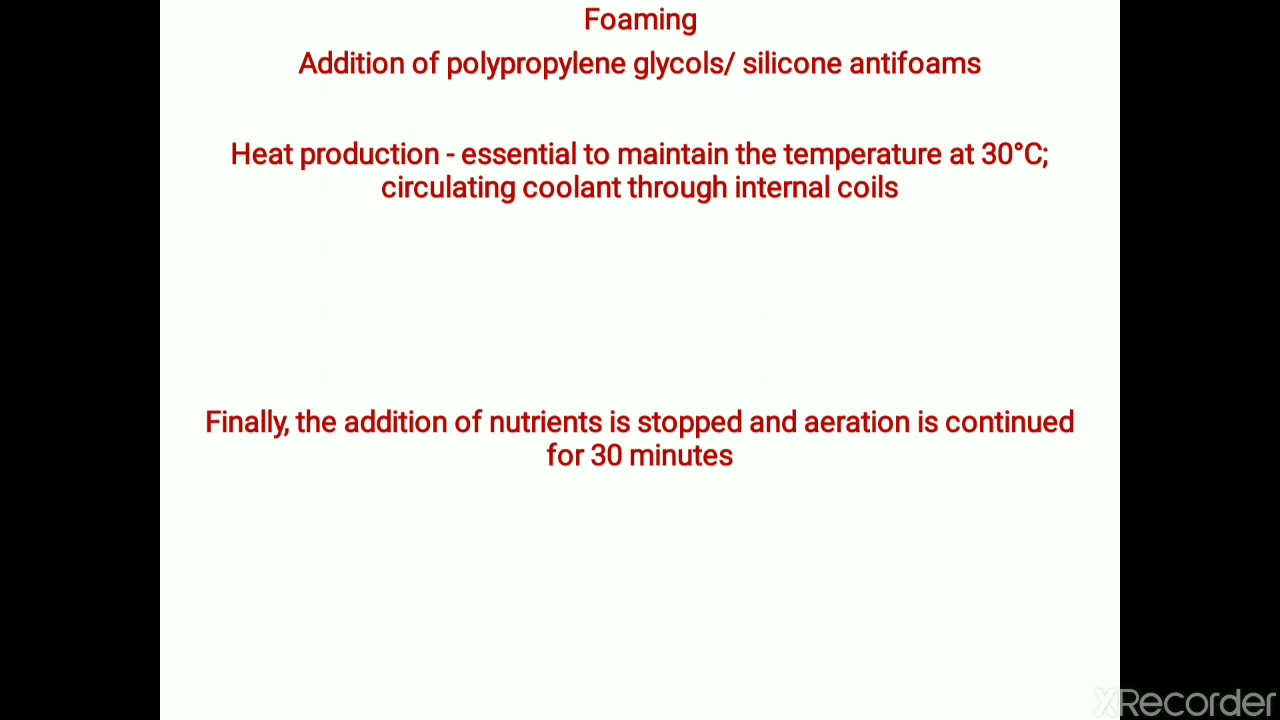 Foaming
Addition of polypropylene glycols/ silicone antifoams
Heat production - essential to maintain the temperature at 30°C;
circulating coolant through internal coils
Finally, the addition of nutrients is stopped and aeration is continued
for 30 minutes
XRecorder